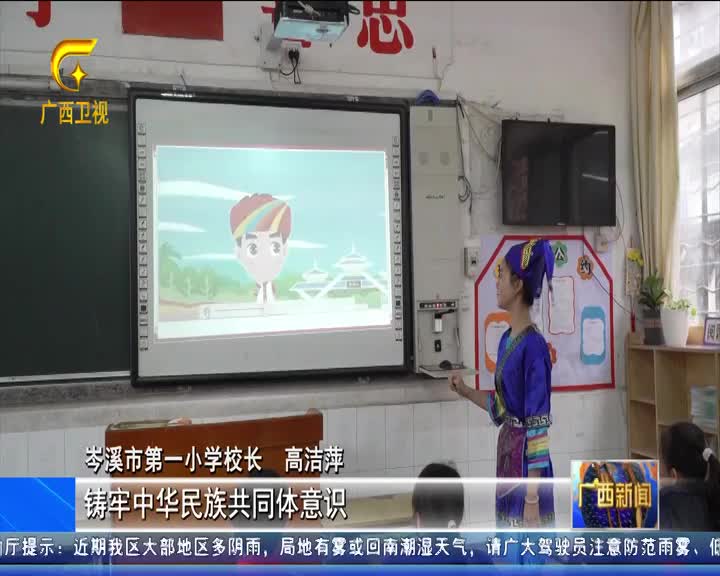 思
广西卫视
公
约
岑溪市第一小学校长 高洁萍
铸牢中华民族共同体意识
广西新闻
厅提示：近期我区大部地区多阴雨，局地有雾或回南潮湿天气，请广大驾驶员注意防范雨雾、低